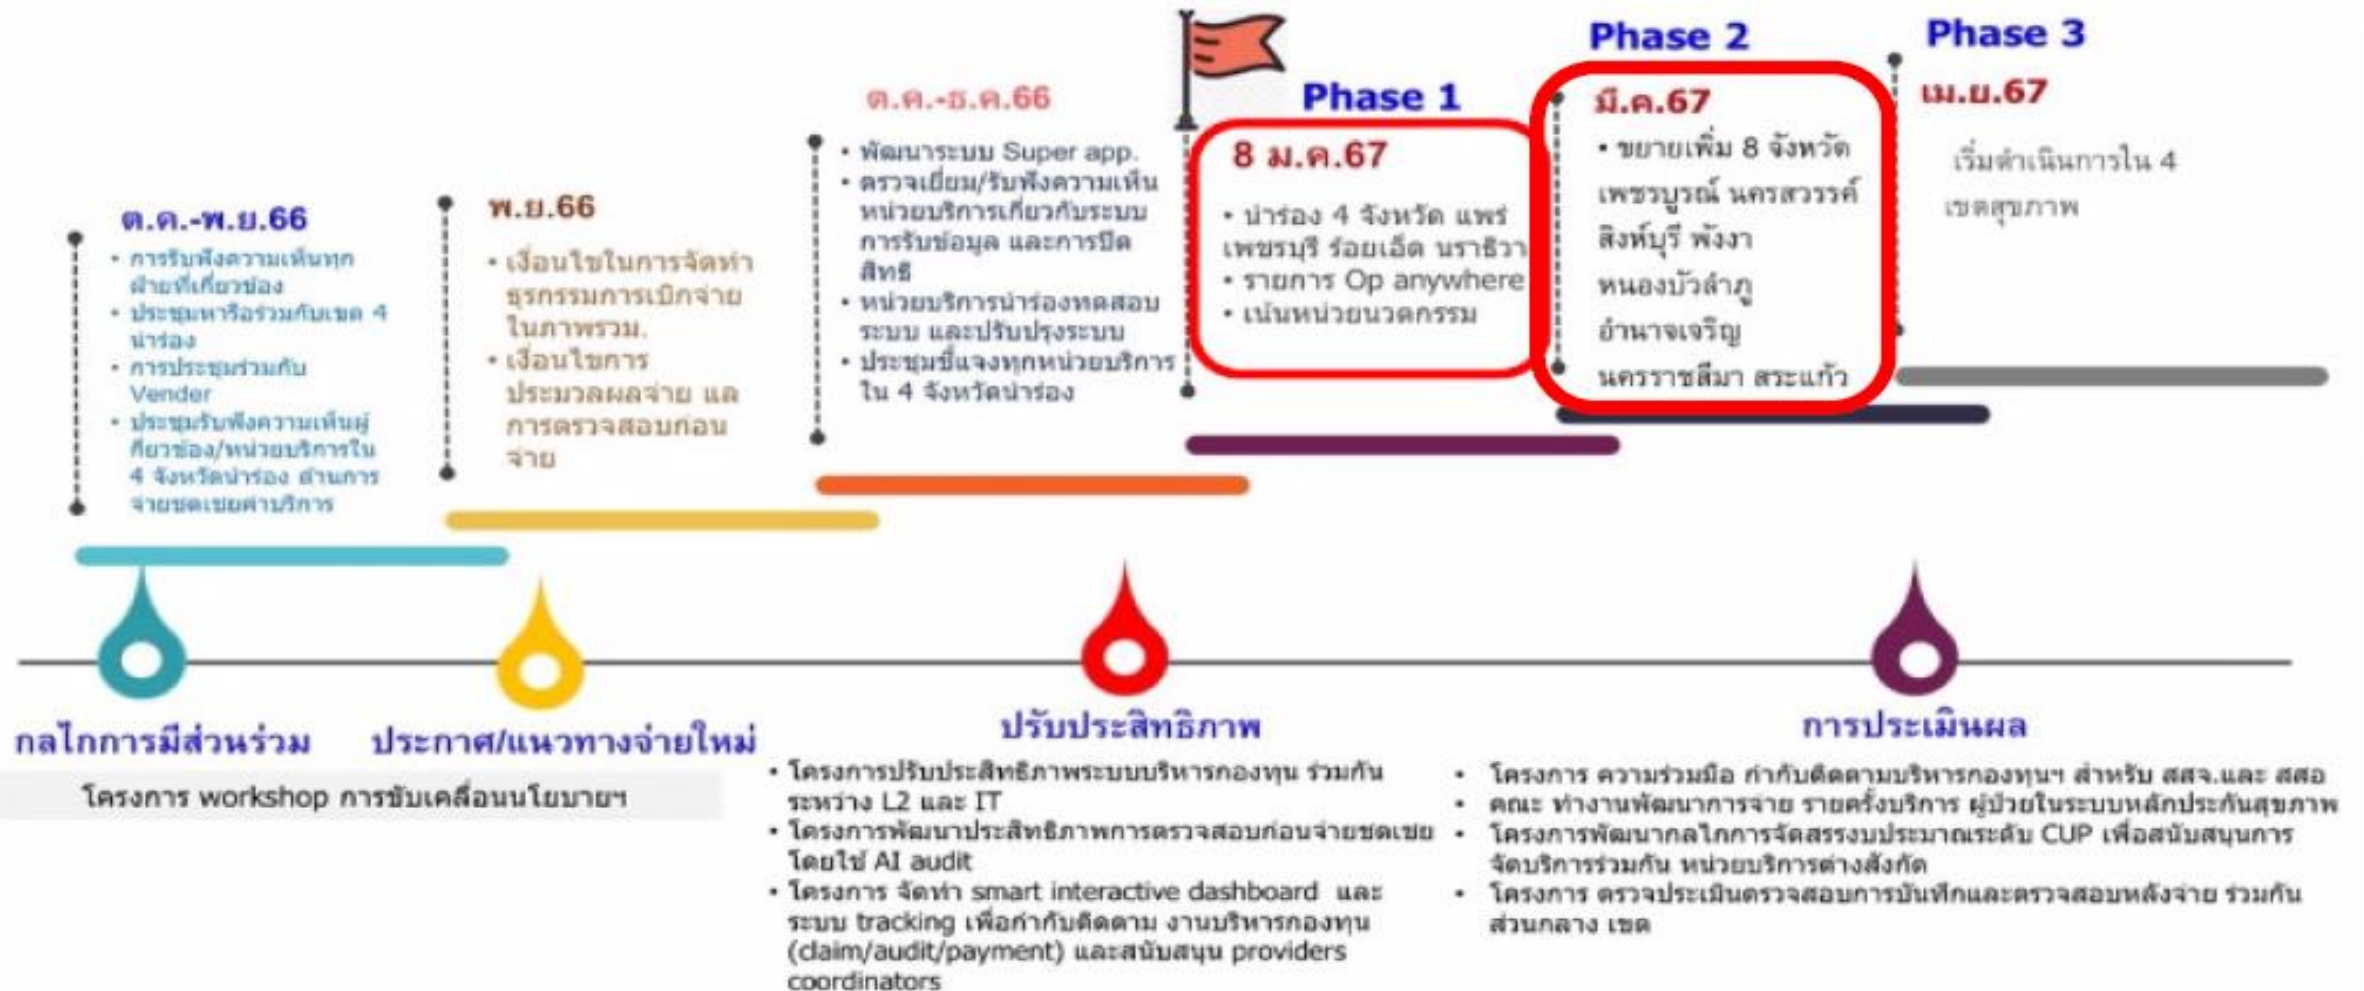 ต.ค.-พ.ย.66
• การรับฟังความเห็นทุก
ฝ่ายที่เกี่ยวข้อง
• ประชุมหารือร่วมกับเขต 4
นำร่อง
• การประชุมร่วมกับ
Vender
• ประชุมรับฟังความเห็นผู้
กี่ยวข้อง/หน่วยบริการใน
4 จังหวัดนำร่อง ด้านการ
จ่ายชดเชยค่าบริการ
พ.ย.66
• เงื่อนไขในการจัดทำ
ธุรกรรมการเบิกจ่าย
ในภาพรวม.
• เงื่อนไขการ
ประมวลผลจ่าย แล
การตรวจสอบก่อน
จ่าย
ต.ค.-ธ.ค.66
• พัฒนาระบบ Super app.
• ตรวจเยี่ยม/รับฟังความเห็น
หน่วยบริการเกี่ยวกับระบบ
การรับข้อมูล และการปิด
สิทธิ
• หน่วยบริการนำร่องทดสอบ
ระบบ และปรับปรุงระบบ
• ประชุมชี้แจงทุกหน่วยบริการ
ใน 4 จังหวัดนำร่อง
Phase 1
8 ม.ค.67
• นำร่อง 4 จังหวัด แพร่
เพชรบุรี ร้อยเอ็ด นราธิวา
• รายการ Op anywhere
• เน้นหน่วยนวตกรรม
Phase 2
มี.ค.67
• ขยายเพิ่ม 8 จังหวัด
เพชรบูรณ์ นครสวรรค์
สิงห์บุรี พังงา
หนองบัวลำภู
อำนาจเจริญ
นครราชสีมา สระแก้ว
Phase 3
เม.ย.67
เริ่มดำเนินการใน 4
เขตสุขภาพ
กลไกการมีส่วนร่วม
ประกาศ/แนวทางจ่ายใหม่
โครงการ workshop การขับเคลื่อนนโยบายฯ
ปรับประสิทธิภาพ
• โครงการปรับประสิทธิภาพระบบบริหารกองทุน ร่วมกัน
ระหว่าง L2 และ IT
• โครงการพัฒนาประสิทธิภาพการตรวจสอบก่อนจ่ายชดเชย
โดยใช้ AI audit
• โครงการ จัดทำ smart interactive dashboard และ
ระบบ tracking เพื่อกำกับติดตาม งานบริหารกองทุน
(claim/audit/payment) และสนับสนุน providers
coordinators
การประเมินผล
• โครงการ ความร่วมมือ กำกับติดตามบริหารกองทุนฯ สำหรับ สสจ.และ สสอ
• คณะ ทำงานพัฒนาการจ่าย รายครั้งบริการ ผู้ป่วยในระบบหลักประกันสุขภาพ
• โครงการพัฒนากลไกการจัดสรรงบประมาณระดับ CUP เพื่อสนับสนุนการ
จัดบริการร่วมกัน หน่วยบริการต่างสังกัด
• โครงการ ตรวจประเมินตรวจสอบการบันทึกและตรวจสอบหลังจ่าย ร่วมกัน
ส่วนกลาง เขต